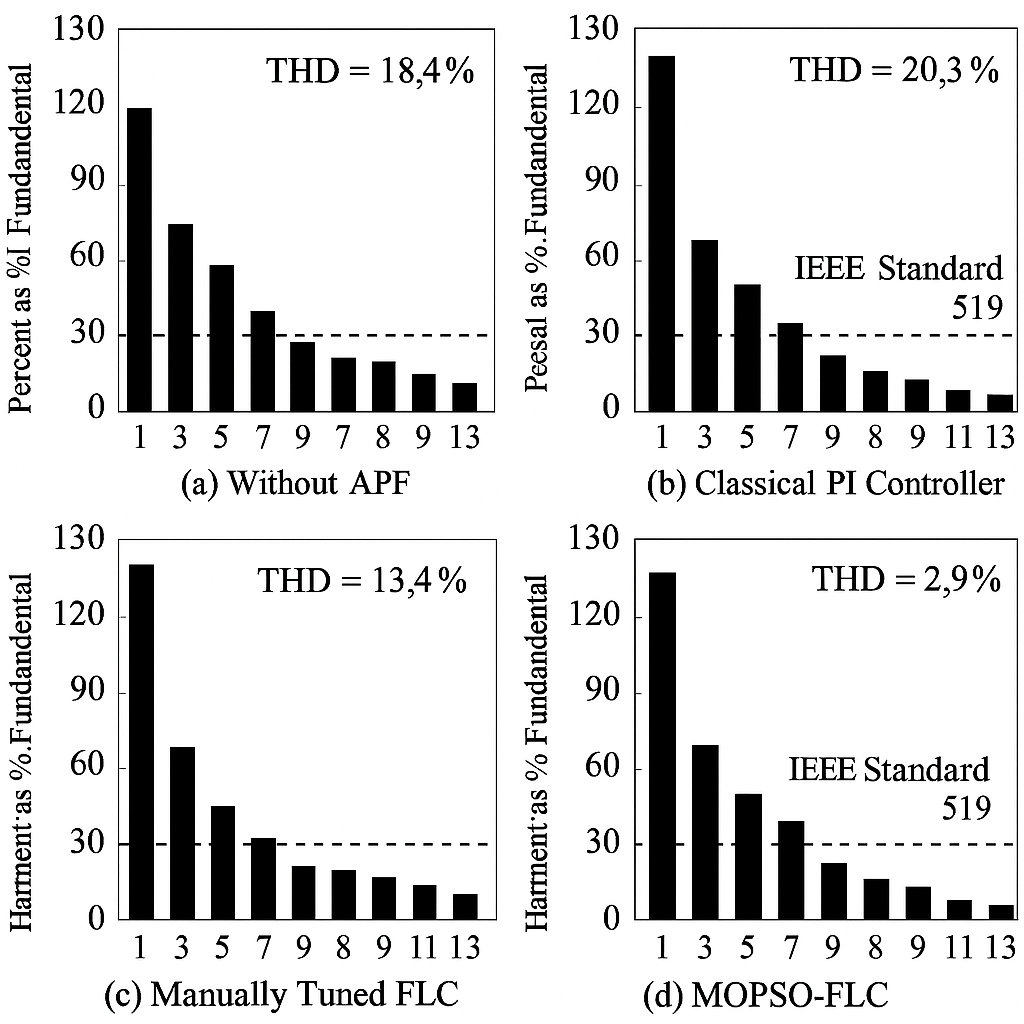 130
120
90
60
30
0
Percent as %I Fundandental
THD = 18,4%
1 3 5 7 9 7 8 9 13
(a) Without APF
130
120
90
60
30
0
Peesal as %.Fundandental
THD = 20,3 %
IEEE Standard
519
1 3 5 7 9 8 9 11 13
(b) Classical PI Controller
130
120
90
60
30
0
Harment·as %.Fundandental
THD = 13,4%
1 3 5 7 9 8 9 11 13
(c) Manually Tuned FLC
130
120
90
60
30
0
Harment·as % Fundandental
THD = 2,9%
IEEE Standard
519
1 3 5 7 9 8 9 11 13
(d) MOPSO-FLC